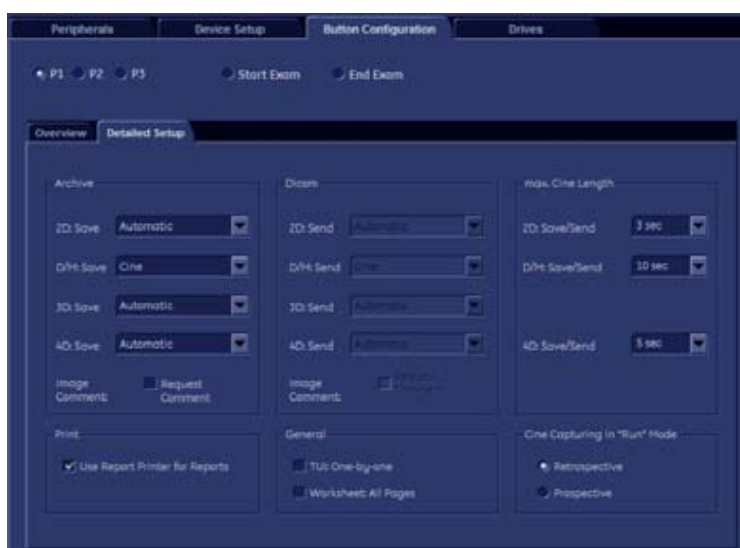 Peripherals Device Setup Button Configuration Drives
P1 P2 P3 Start Exam End Exam
Overview Detailed Setup
Archive Dicom max. Cine Length
2D: Save Automatic 2D: Send Automatic 2D: Save/Send 3 sec
D/M: Save Cine D/M: Send Cine D/M: Save/Send 10 sec
3D: Save Automatic 3D: Send Automatic
4D: Save Automatic 4D: Send Automatic 4D: Save/Send 5 sec
Image Request Image
Comment: Comment Comment:
Print General Cine Capturing in "Run" Mode
Use Report Printer for Reports TUI: One-by-one Retrospective
Worksheet: All Pages Prospective